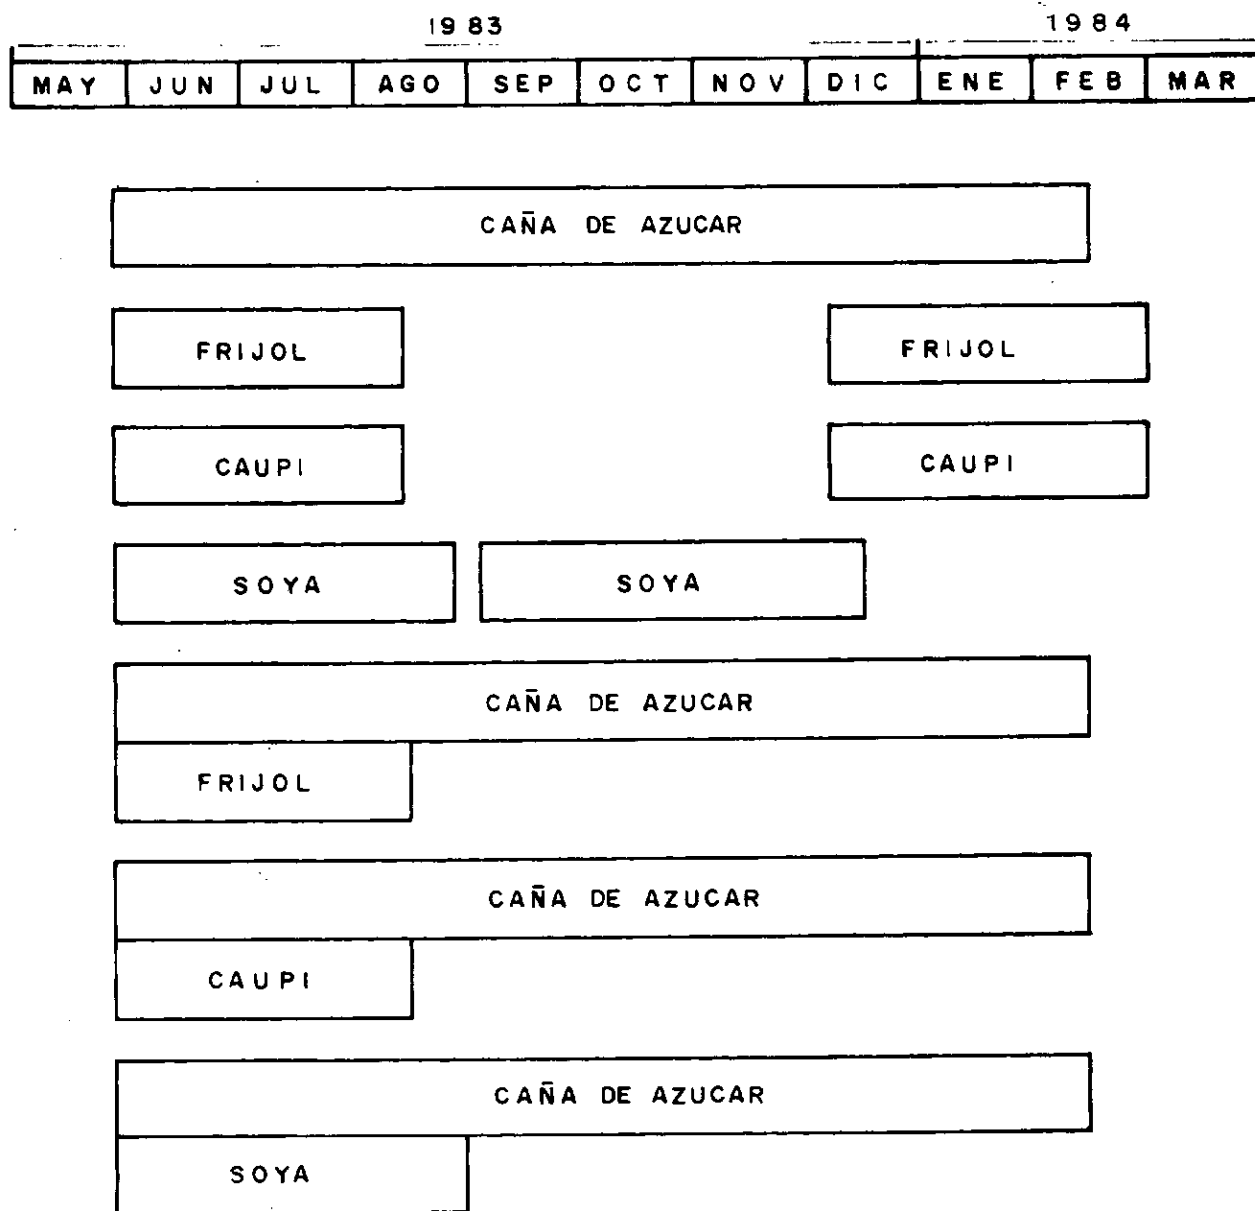 1983 1984
MAY JUN JUL AGO SEP OCT NOV DIC ENE FEB MAR
CAÑA DE AZUCAR
FRIJOL FRIJOL
CAUPI CAUPI
SOYA SOYA
CAÑA DE AZUCAR
FRIJOL
CAÑA DE AZUCAR
CAUPI
CAÑA DE AZUCAR
SOYA